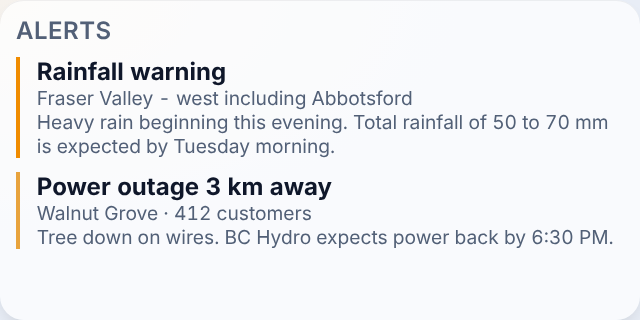 ALERTS
Rainfall warning
Fraser Valley - west including Abbotsford
Heavy rain beginning this evening. Total rainfall of 50 to 70 mm
is expected by Tuesday morning.
Power outage 3 km away
Walnut Grove · 412 customers
Tree down on wires. BC Hydro expects power back by 6:30 PM.